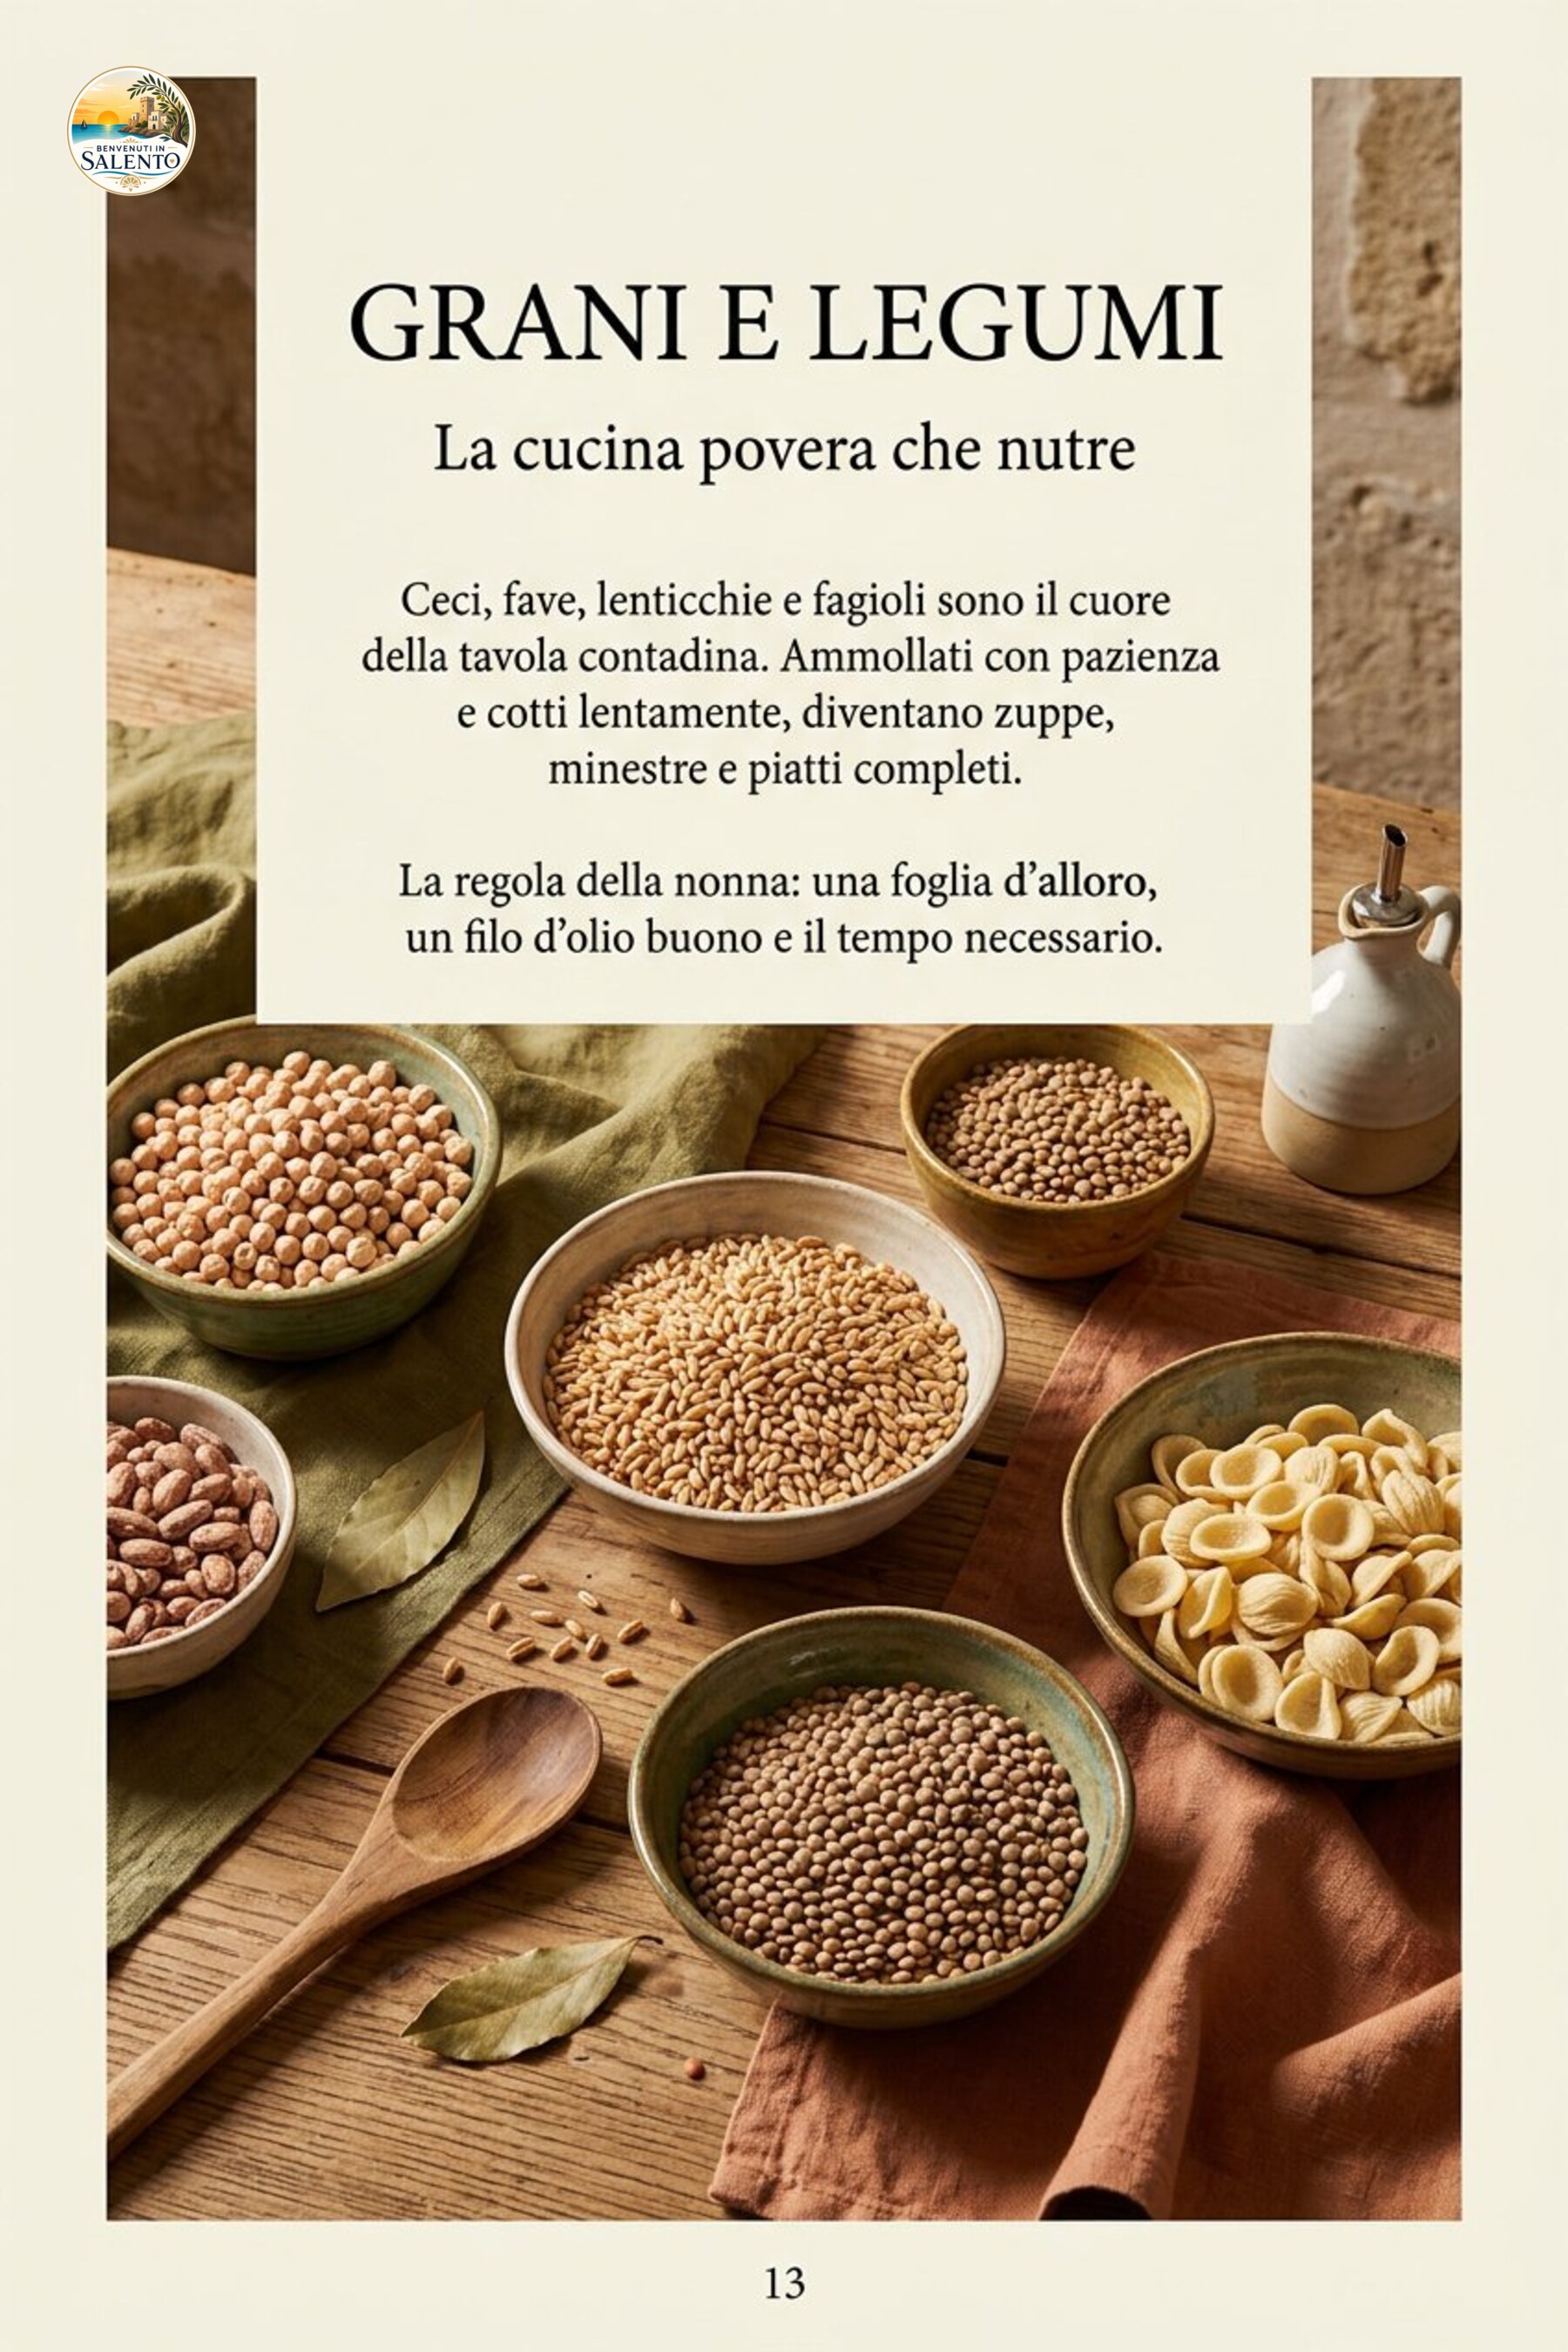 BENVENUTI IN
SALENTO
GRANI E LEGUMI
La cucina povera che nutre
Ceci, fave, lenticchie e fagioli sono il cuore
della tavola contadina. Ammollati con pazienza
e cotti lentamente, diventano zuppe,
minestre e piatti completi.
La regola della nonna: una foglia d’alloro,
un filo d’olio buono e il tempo necessario.
13